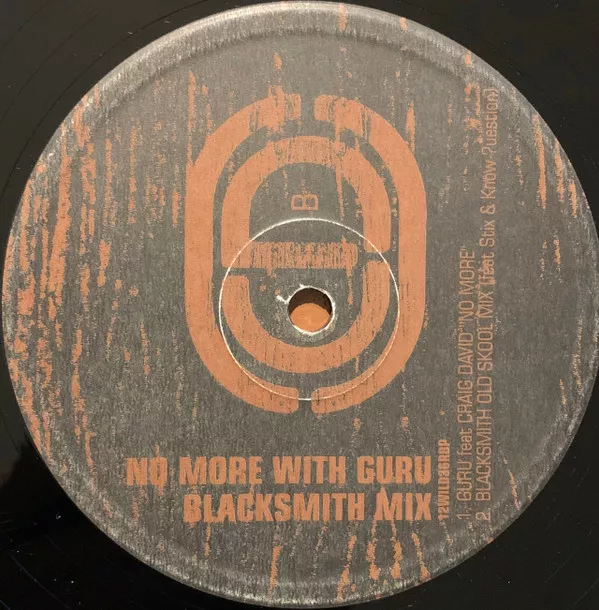 B
NO MORE WITH GURU
BLACKSMITH MIX
12WILD36RBP
1. GURU feat: CRAIG DAVID "NO MORE"
2. BLACKSMITH OLD SKOOL MIX (feat. Stix & Know Question)